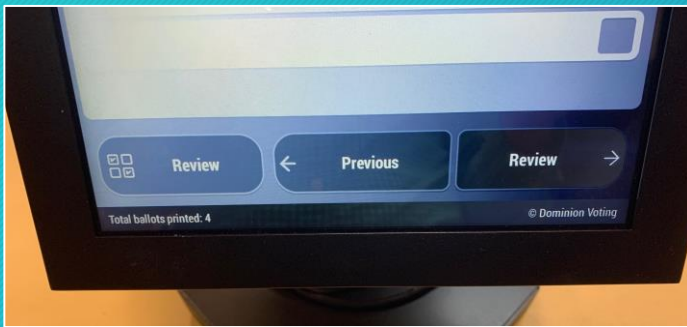 Review
← Previous
Review →
Total ballots printed: 4
© Dominion Voting